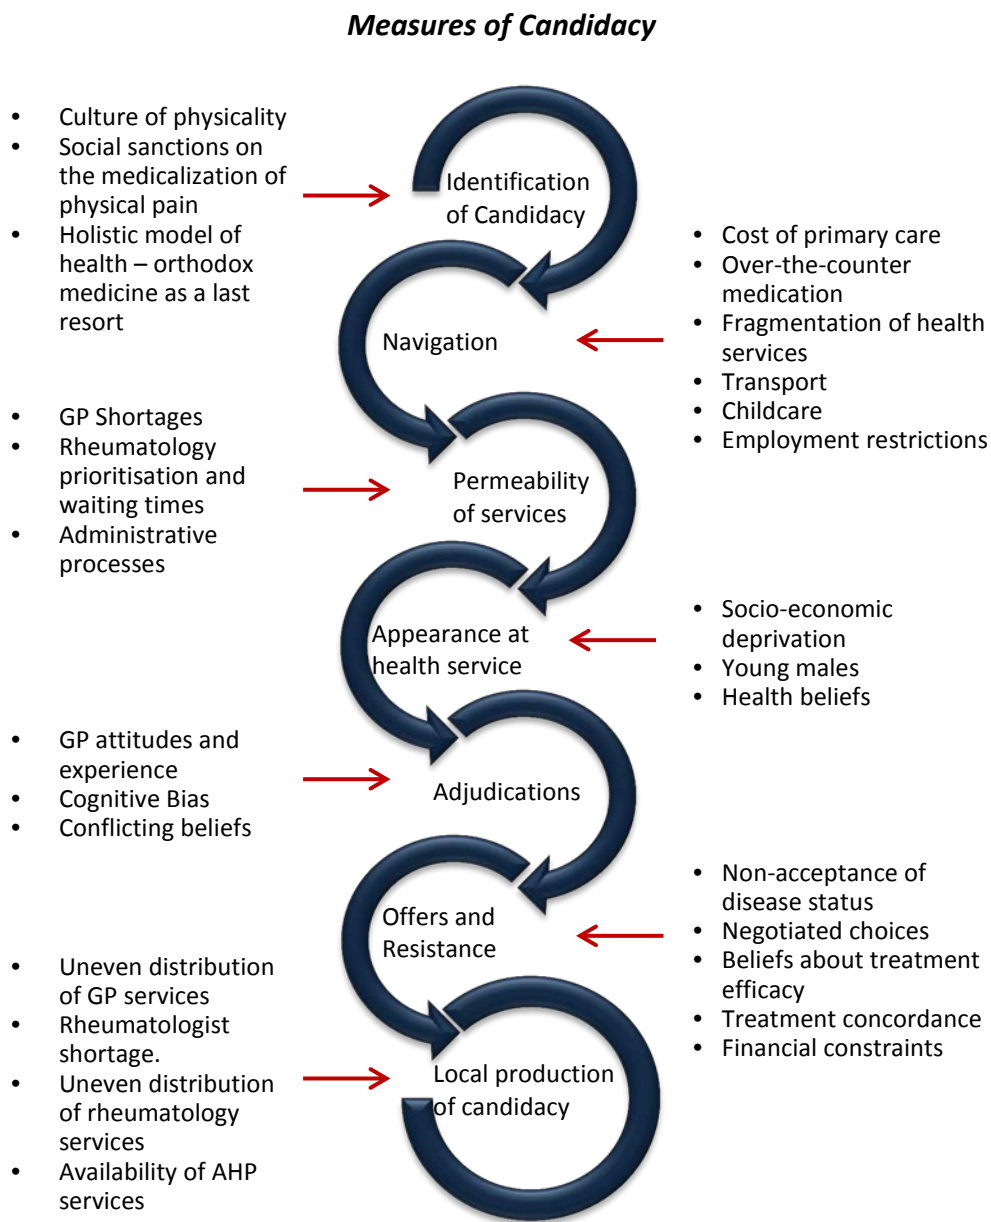 Measures of Candidacy
• Culture of physicality
• Social sanctions on
the medicalization of
physical pain
• Holistic model of
health – orthodox
medicine as a last
resort
Identification
of Candidacy
• Cost of primary care
• Over-the-counter
medication
• Fragmentation of health
services
• Transport
• Childcare
• Employment restrictions
Navigation
• GP Shortages
• Rheumatology
prioritisation and
waiting times
• Administrative
processes
Permeability
of services
• Socio-economic
deprivation
• Young males
• Health beliefs
Appearance at
health service
• GP attitudes and
experience
• Cognitive Bias
• Conflicting beliefs
Adjudications
• Non-acceptance of
disease status
• Negotiated choices
• Beliefs about treatment
efficacy
• Treatment concordance
• Financial constraints
Offers and
Resistance
• Uneven distribution
of GP services
• Rheumatologist
shortage.
• Uneven distribution
of rheumatology
services
• Availability of AHP
services
Local production
of candidacy